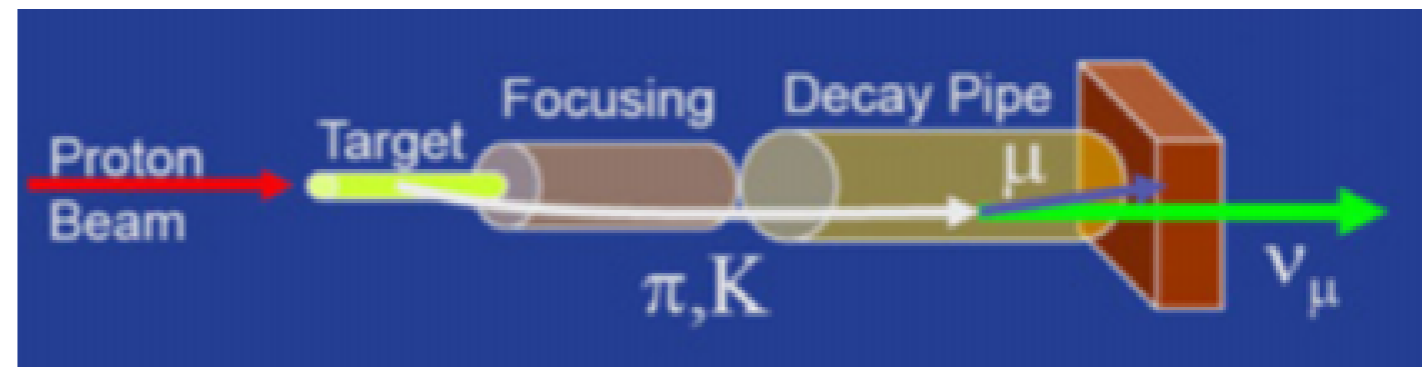 Proton
Beam
Target
Focusing
Decay Pipe
μ
π,K
νμ